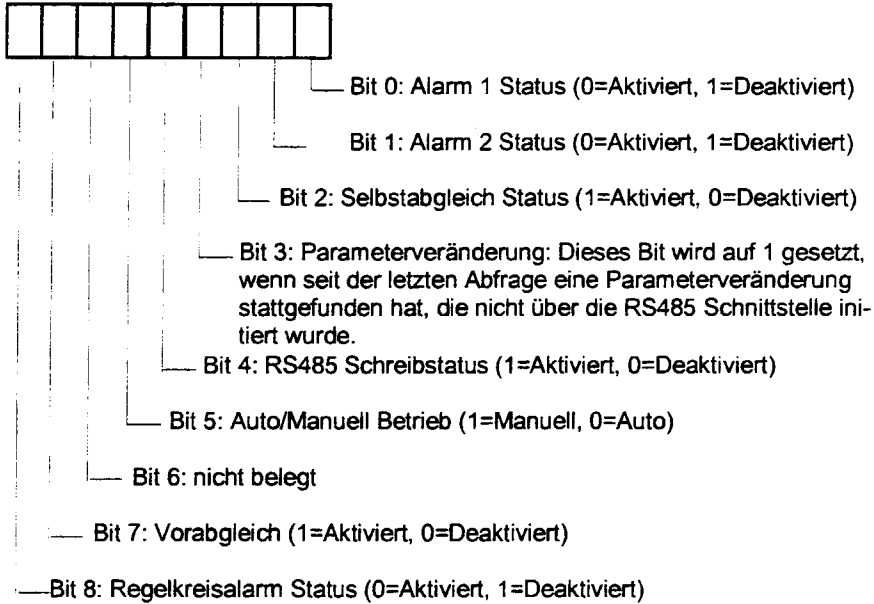 Bit 0: Alarm 1 Status (0=Aktiviert, 1=Deaktiviert)
Bit 1: Alarm 2 Status (0=Aktiviert, 1=Deaktiviert)
Bit 2: Selbstabgleich Status (1=Aktiviert, 0=Deaktiviert)
Bit 3: Parameterveränderung: Dieses Bit wird auf 1 gesetzt,
wenn seit der letzten Abfrage eine Parameterveränderung
stattgefunden hat, die nicht über die RS485 Schnittstelle ini-
tiert wurde.
Bit 4: RS485 Schreibstatus (1=Aktiviert, 0=Deaktiviert)
Bit 5: Auto/Manuell Betrieb (1=Manuell, 0=Auto)
Bit 6: nicht belegt
Bit 7: Vorabgleich (1=Aktiviert, 0=Deaktiviert)
Bit 8: Regelkreisalarm Status (0=Aktiviert, 1=Deaktiviert)